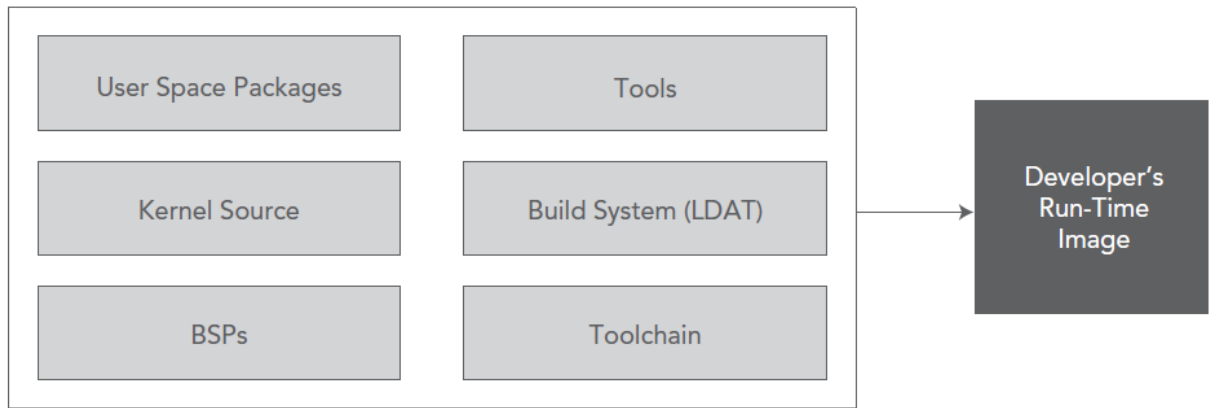 User Space Packages
Tools
Kernel Source
Build System (LDAT)
BSPs
Toolchain
Developer’s
Run-Time
Image